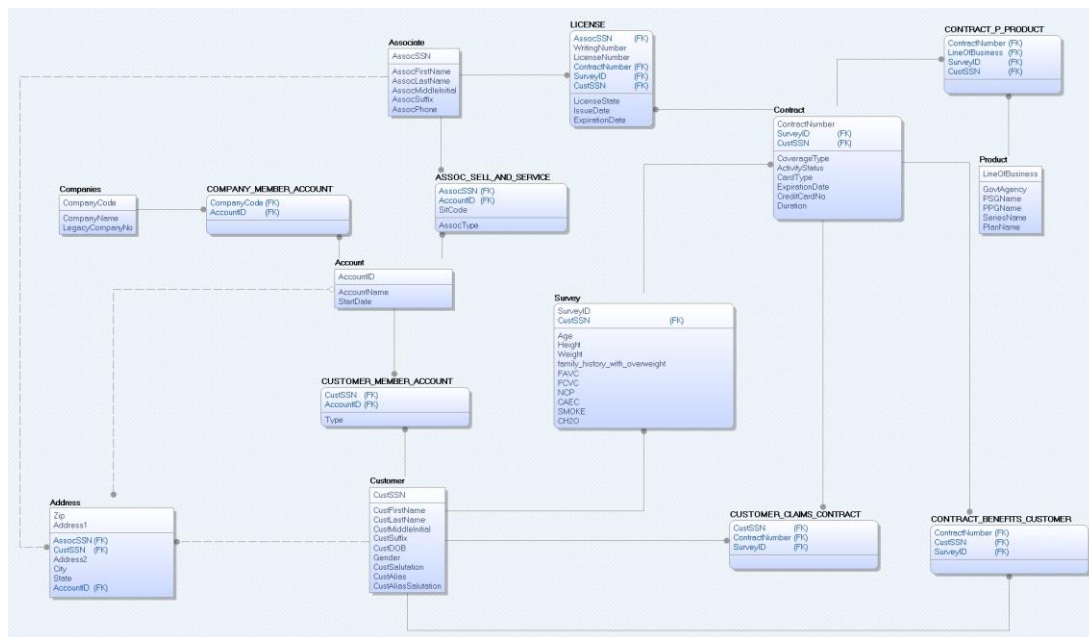 LICENSE
AssocSSN (FK)
WritingNumber
LicenseNumber
ContractNumber (FK)
SurveyID (FK)
CustSSN (FK)
LicenseState
IssueDate
ExpirationDate
CONTRACT_P_PRODUCT
ContractNumber (FK)
LineOfBusiness (FK)
SurveyID (FK)
CustSSN (FK)
Associate
AssocSSN
AssocFirstName
AssocLastName
AssocMiddleInitial
AssocSuffix
AssocPhone
Contract
ContractNumber
SurveyID (FK)
CustSSN (FK)
CoverageType
ActivityStatus
CardType
ExpirationDate
CreditCardNo
Duration
Product
LineOfBusiness
GovtAgency
PSGName
PPGName
SeriesName
PlanName
Companies
CompanyCode
CompanyName
LegacyCompanyNo
COMPANY_MEMBER_ACCOUNT
CompanyCode (FK)
AccountID (FK)
ASSOC_SELL_AND_SERVICE
AssocSSN (FK)
AccountID (FK)
SitCode
AssocType
Account
AccountID
AccountName
StartDate
Survey
SurveyID
CustSSN (FK)
Age
Height
Weight
family_history_with_overweight
FAVC
FCVC
NCP
CAEC
SMOKE
CH2O
CUSTOMER_MEMBER_ACCOUNT
CustSSN (FK)
AccountID (FK)
Type
Customer
CustSSN
CustFirstName
CustLastName
CustMiddleInitial
CustSuffix
CustDOB
Gender
CustSalutation
CustAlias
CustAliasSalutation
Address
Zip
Address1
AssocSSN (FK)
CustSSN (FK)
Address2
City
State
AccountID (FK)
CUSTOMER_CLAIMS_CONTRACT
CustSSN (FK)
ContractNumber (FK)
SurveyID (FK)
CONTRACT_BENEFITS_CUSTOMER
ContractNumber (FK)
CustSSN (FK)
SurveyID (FK)